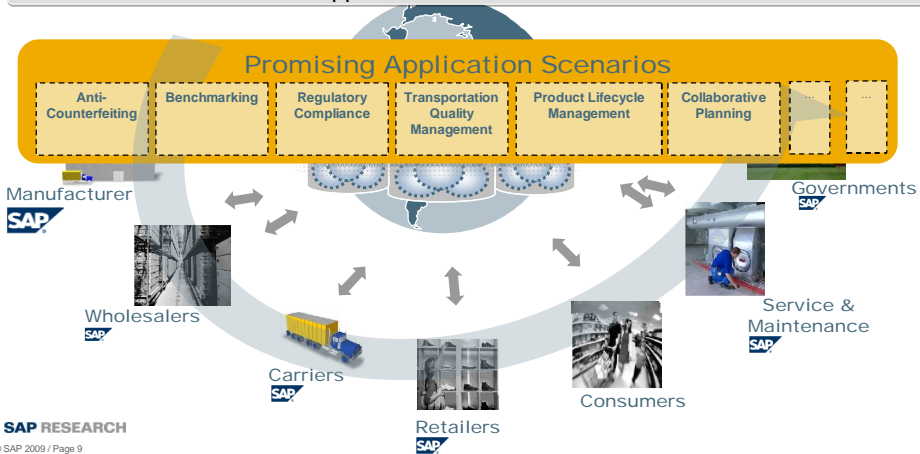 Promising Application Scenarios
Anti-
Counterfeiting
Benchmarking
Regulatory
Compliance
Transportation
Quality
Management
Product Lifecycle
Management
Collaborative
Planning
...
...
Manufacturer
SAP
Governments
SAP
Wholesalers
SAP
Service &
Maintenance
SAP
Carriers
SAP
Consumers
Retailers
SAP
SAP RESEARCH
© SAP 2009 / Page 9